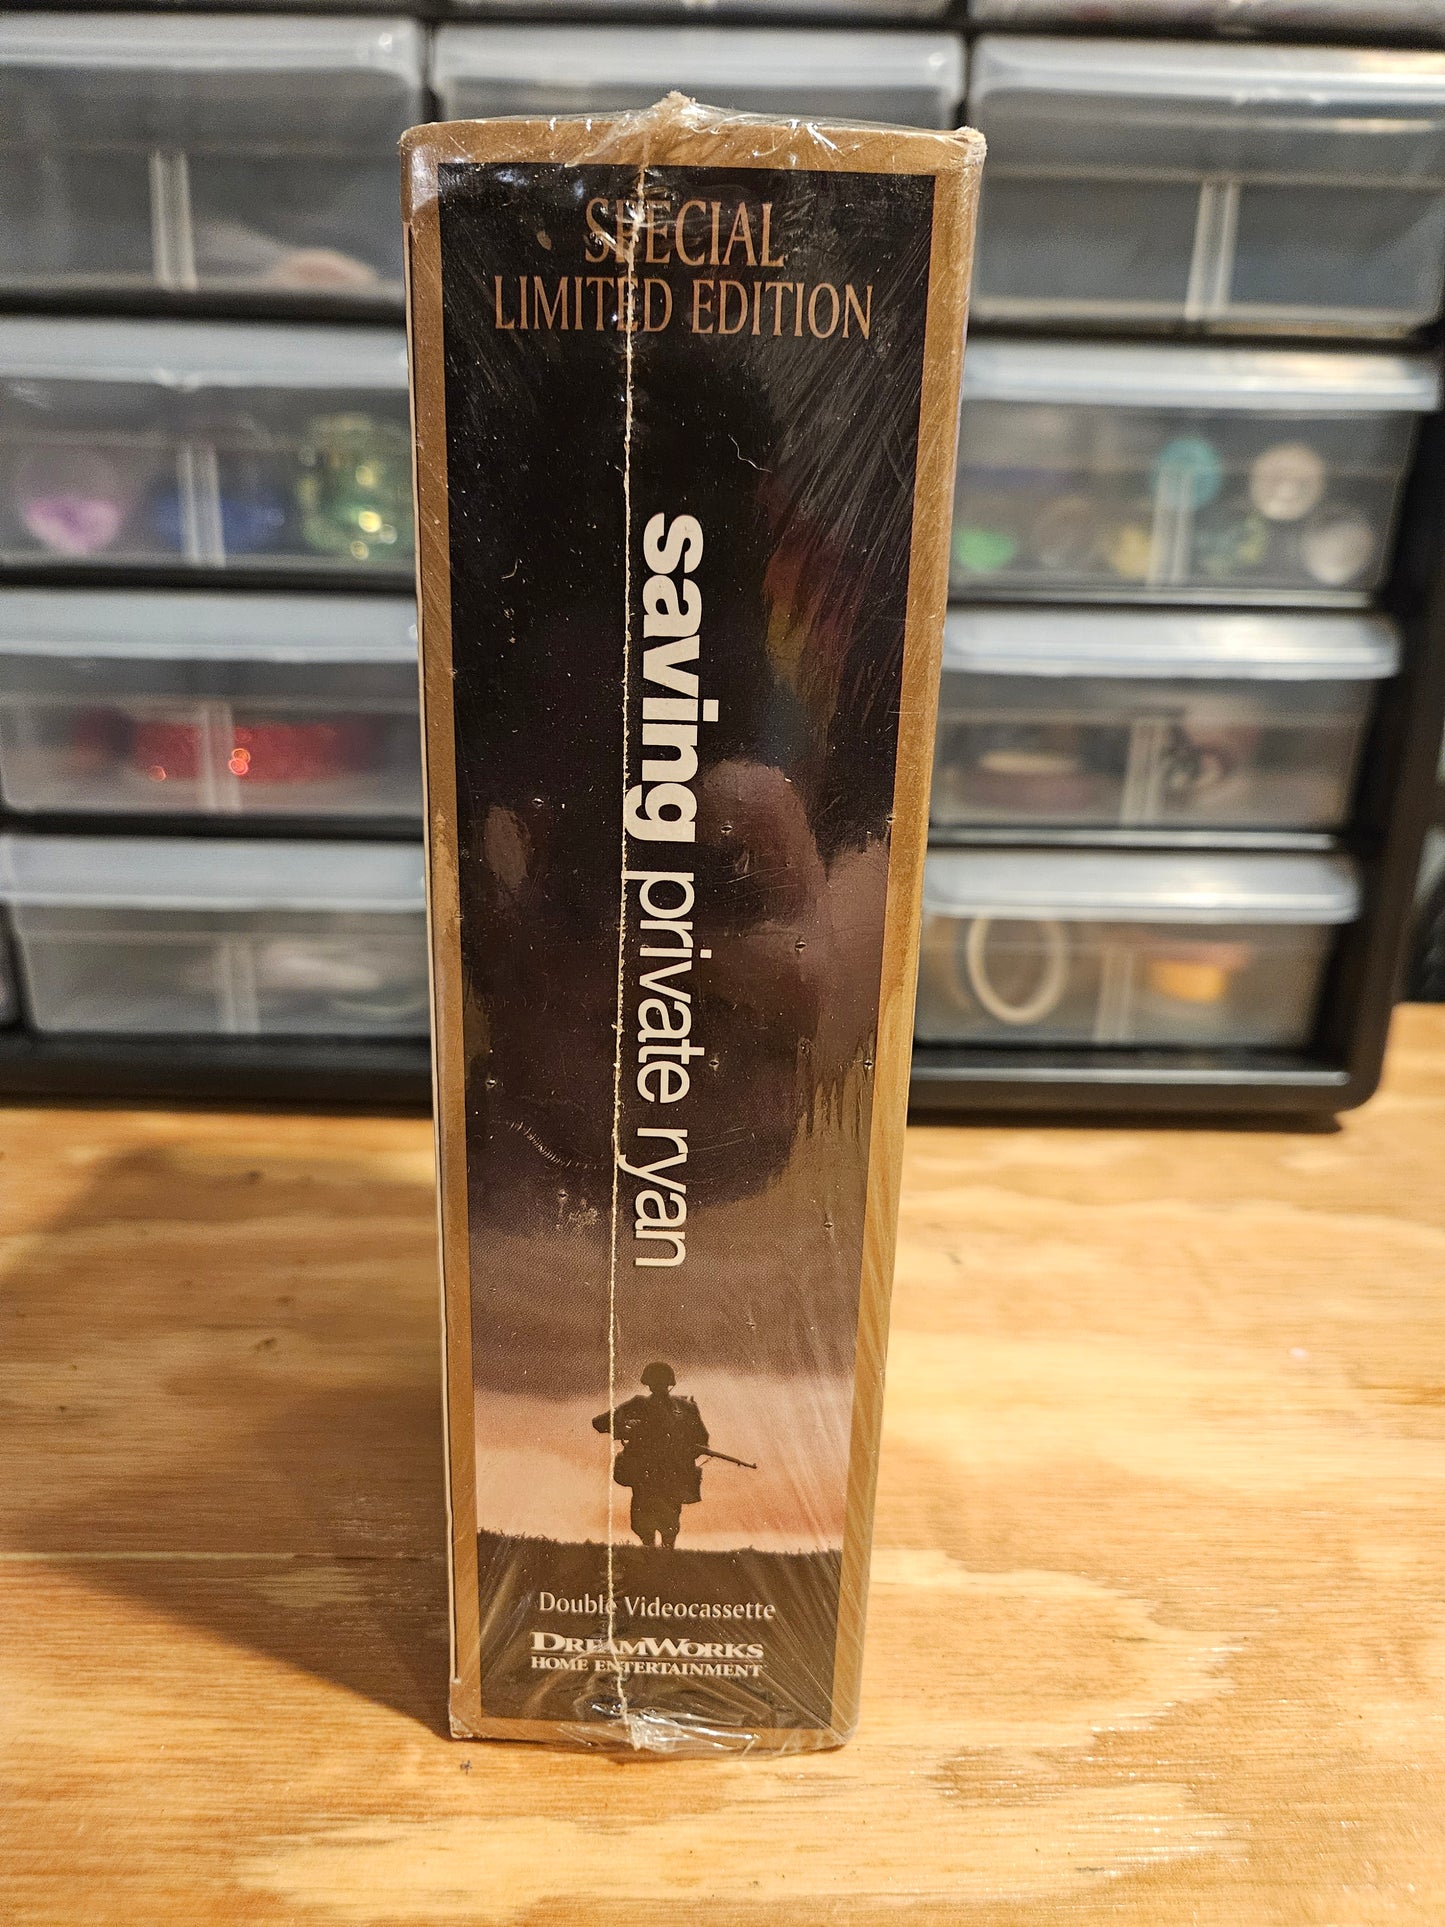 SPECIAL
LIMITED EDITION
saving private ryan
Double Videocassette
DREAMWORKS
HOME ENTERTAINMENT